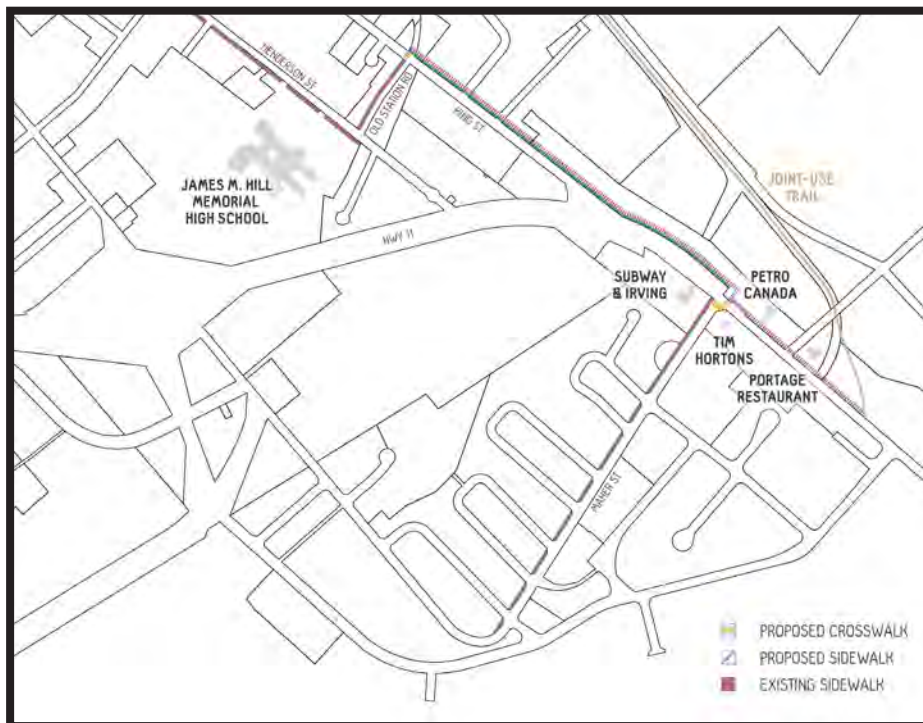 HENDERSON ST
OLD STATION RD
KING ST
JAMES M. HILL
MEMORIAL
HIGH SCHOOL
HWY 11
JOINT-USE
TRAIL
SUBWAY
& IRVING
PETRO
CANADA
TIM
HORTONS
PORTAGE
RESTAURANT
MAHER ST
PROPOSED CROSSWALK
PROPOSED SIDEWALK
EXISTING SIDEWALK